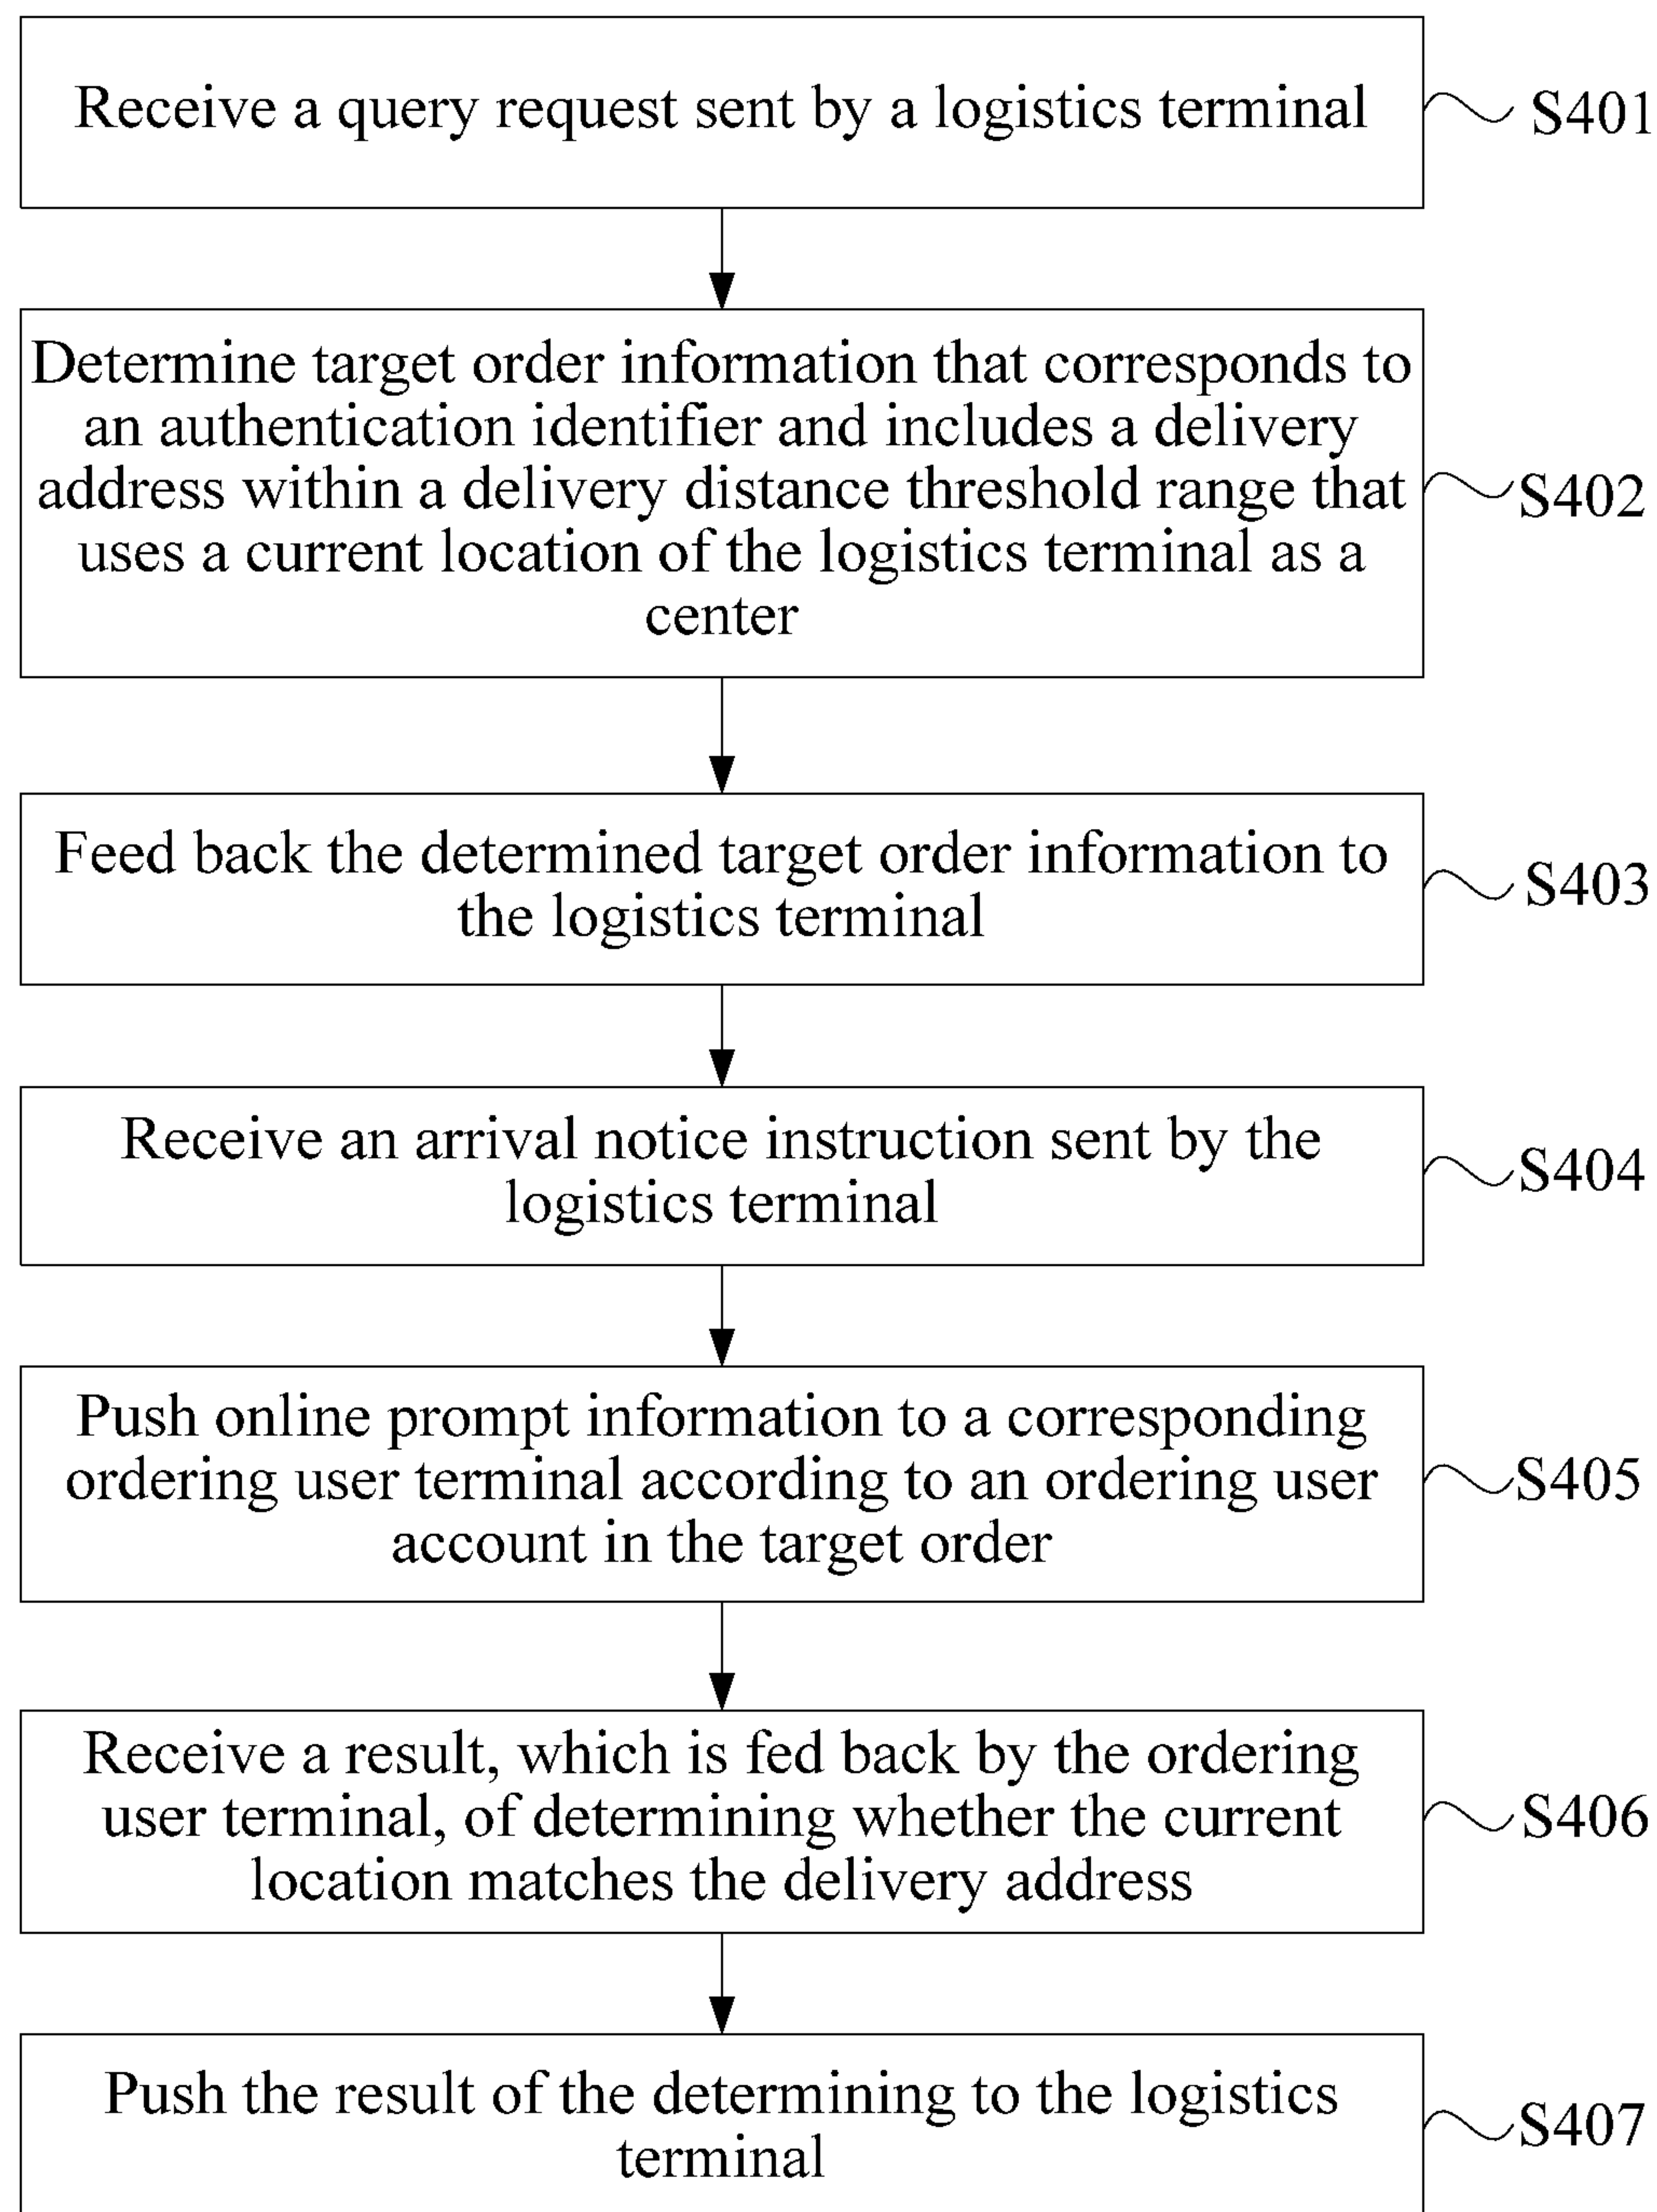 Receive a query request sent by a logistics terminal
S401
Determine target order information that corresponds to
an authentication identifier and includes a delivery
address within a delivery distance threshold range that
uses a current location of the logistics terminal as a
center
S402
Feed back the determined target order information to
the logistics terminal
S403
Receive an arrival notice instruction sent by the
logistics terminal
S404
Push online prompt information to a corresponding
ordering user terminal according to an ordering user
account in the target order
S405
Receive a result, which is fed back by the ordering
user terminal, of determining whether the current
location matches the delivery address
S406
Push the result of the determining to the logistics
terminal
S407